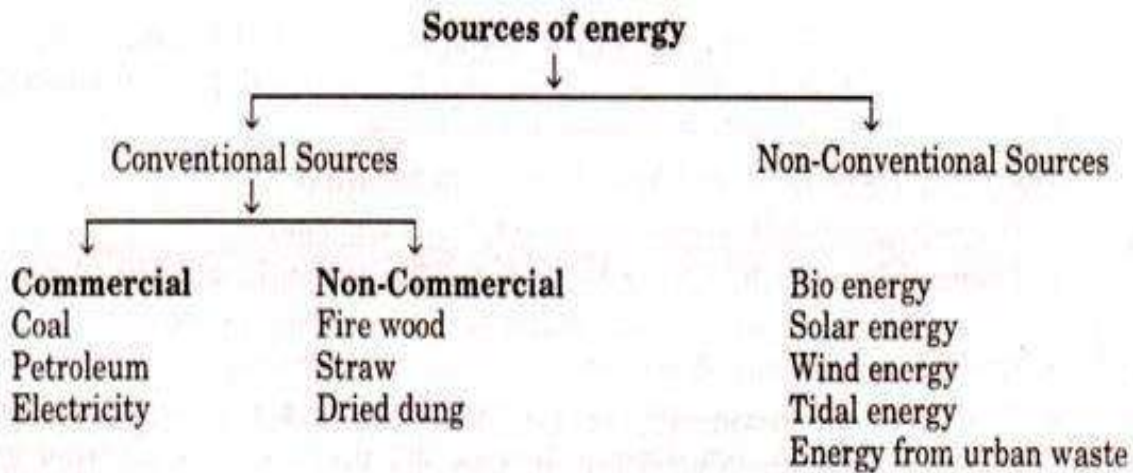 Sources of energy
Conventional Sources
Non-Conventional Sources
Commercial
Coal
Petroleum
Electricity
Non-Commercial
Fire wood
Straw
Dried dung
Bio energy
Solar energy
Wind energy
Tidal energy
Energy from urban waste